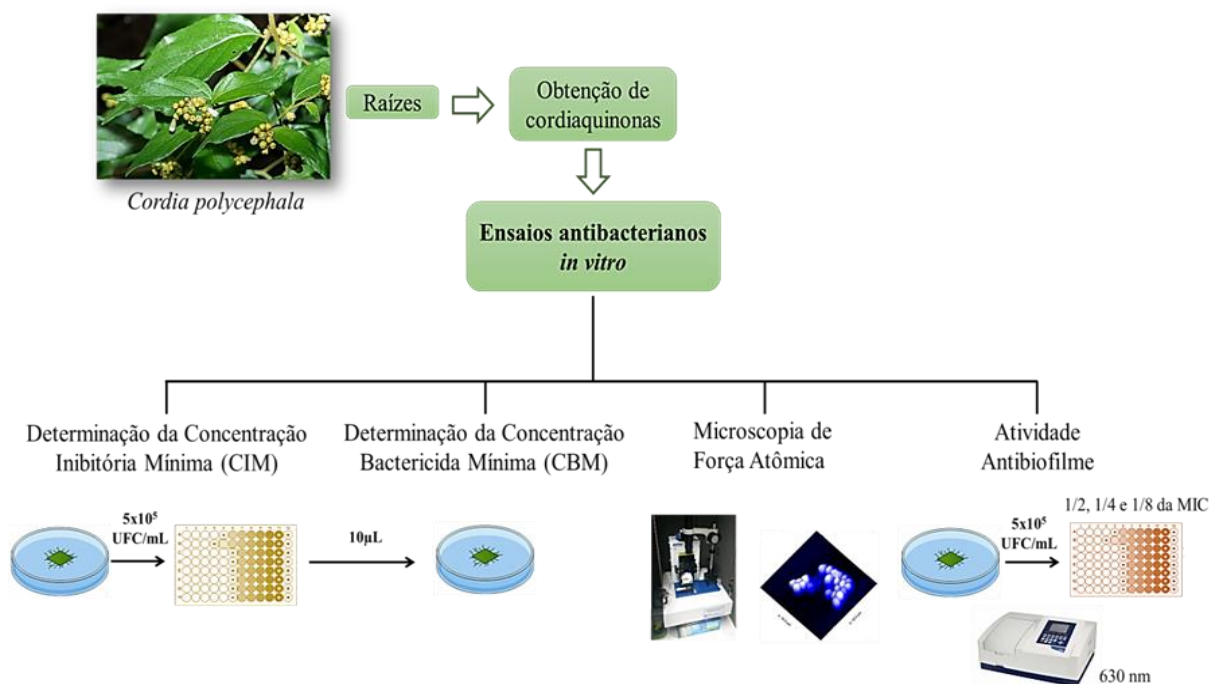 Raízes
Obtenção de
cordiaquinonas
Cordia polycephala
Ensaios antibacterianos
in vitro
Determinação da Concentração
Inibitória Mínima (CIM)
Determinação da Concentração
Bactericida Mínima (CBM)
Microscopia de
Força Atômica
Atividade
Antibiofilme
5x10⁵
UFC/mL
10µL
5x10⁵
UFC/mL
1/2, 1/4 e 1/8 da MIC
630 nm